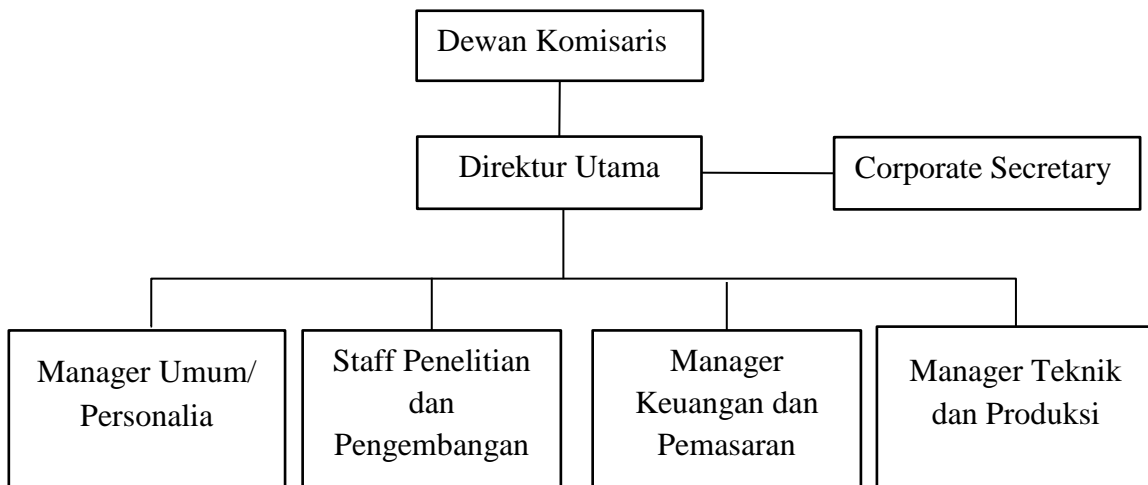 Dewan Komisaris
Direktur Utama
Corporate Secretary
Manager Umum/
Personalia
Staff Penelitian
dan
Pengembangan
Manager
Keuangan dan
Pemasaran
Manager Teknik
dan Produksi